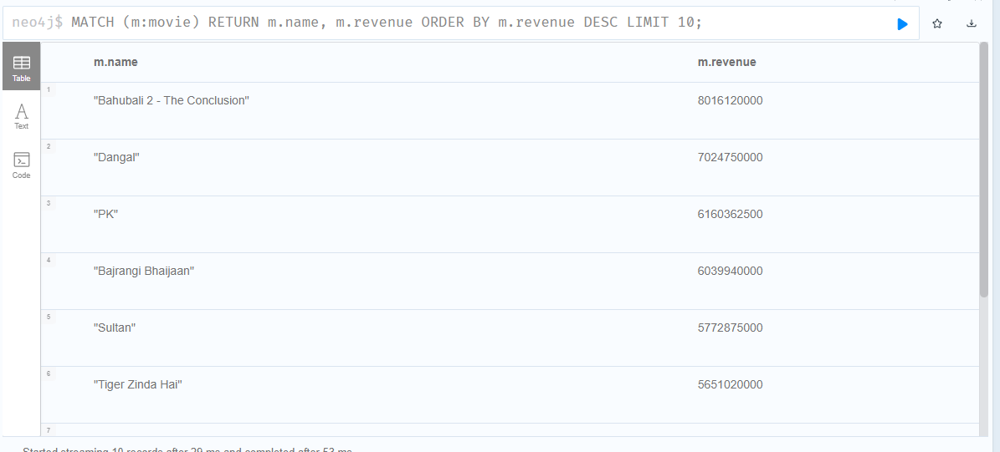 neo4j$ MATCH (m:movie) RETURN m.name, m.revenue ORDER BY m.revenue DESC LIMIT 10;
Table
Text
Code
m.name m.revenue
1 "Bahubali 2 - The Conclusion" 8016120000
2 "Dangal" 7024750000
3 "PK" 6160362500
4 "Bajrangi Bhaijaan" 6039940000
5 "Sultan" 5772875000
6 "Tiger Zinda Hai" 5651020000
7
Started streaming 10 records after 29 ms and completed after 53 ms.